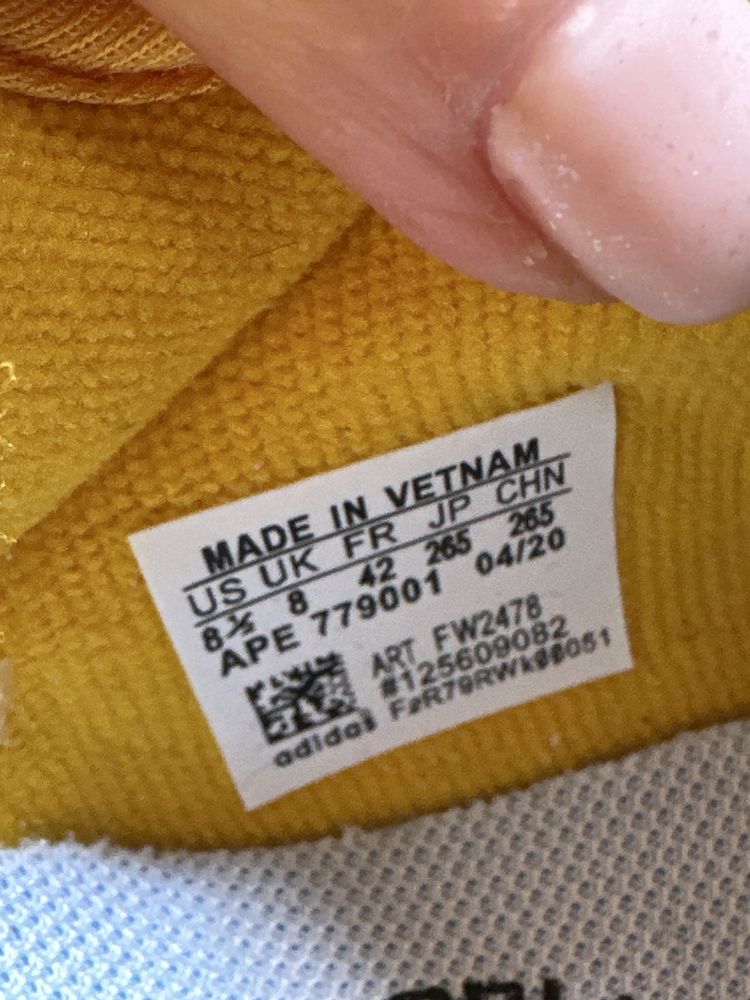 MADE IN VETNAM
US UK FR JP CHN
8½ 8 42 265 265
APE 779001 04/20
ART FW2478
#125609082
adidas